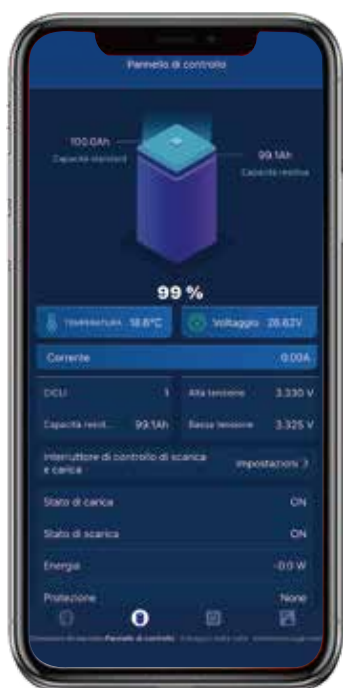 Pannello di controllo
100.0Ah
Capacità standard
99.1Ah
Capacità residua
99 %
TEMPERATURA 18.8°C
Voltaggio 26.62V
Corrente 0.00A
CICLI 1
Alta tensione 3.330 V
Capacità resid.. 99.1Ah
Bassa tensione 3.325 V
Interruttore di controllo di scarica
e carica
Impostazioni >
Stato di carica ON
Stato di scarica ON
Energia -0.0 W
Protezione None
Pannello di controllo